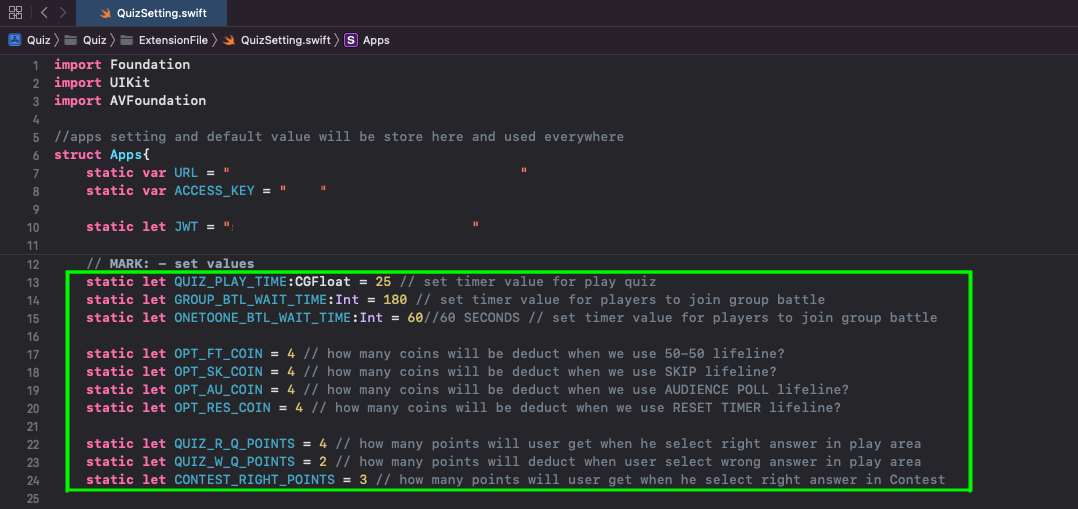 QuizSetting.swift
Quiz Quiz ExtensionFile QuizSetting.swift S Apps
1 import Foundation
2 import UIKit
3 import AVFoundation
4
5 //apps setting and default value will be store here and used everywhere
6 struct Apps{
7 static var URL = " "
8 static var ACCESS_KEY = " "
9
10 static let JWT = " "
11
12 // MARK: - set values
13 static let QUIZ_PLAY_TIME:CGFloat = 25 // set timer value for play quiz
14 static let GROUP_BTL_WAIT_TIME:Int = 180 // set timer value for players to join group battle
15 static let ONETOONE_BTL_WAIT_TIME:Int = 60//60 SECONDS // set timer value for players to join group battle
16
17 static let OPT_FT_COIN = 4 // how many coins will be deduct when we use 50-50 lifeline?
18 static let OPT_SK_COIN = 4 // how many coins will be deduct when we use SKIP lifeline?
19 static let OPT_AU_COIN = 4 // how many coins will be deduct when we use AUDIENCE POLL lifeline?
20 static let OPT_RES_COIN = 4 // how many coins will be deduct when we use RESET TIMER lifeline?
21
22 static let QUIZ_R_Q_POINTS = 4 // how many points will user get when he select right answer in play area
23 static let QUIZ_W_Q_POINTS = 2 // how many points will deduct when user select wrong answer in play area
24 static let CONTEST_RIGHT_POINTS = 3 // how many points will user get when he select right answer in Contest
25